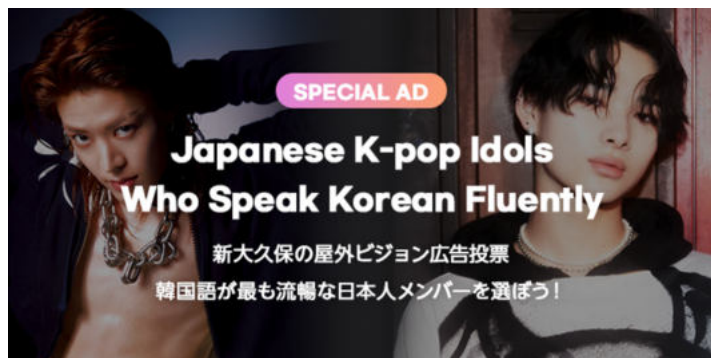 SPECIAL AD
Japanese K-pop Idols
Who Speak Korean Fluently
新大久保の屋外ビジョン広告投票
韓国語が最も流暢な日本人メンバーを選ぼう!